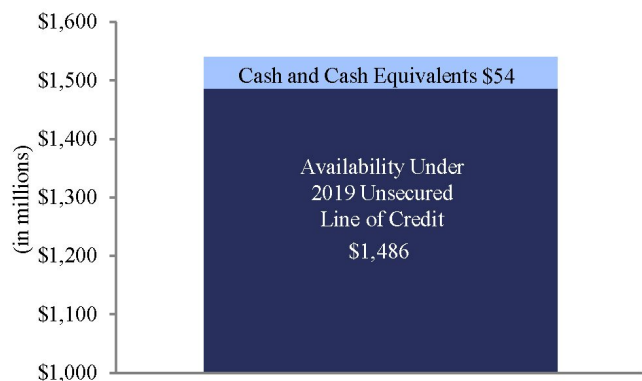 $1,600
$1,500
$1,400
$1,300
$1,200
$1,100
$1,000
(in millions)
Cash and Cash Equivalents $54
Availability Under
2019 Unsecured
Line of Credit
$1,486